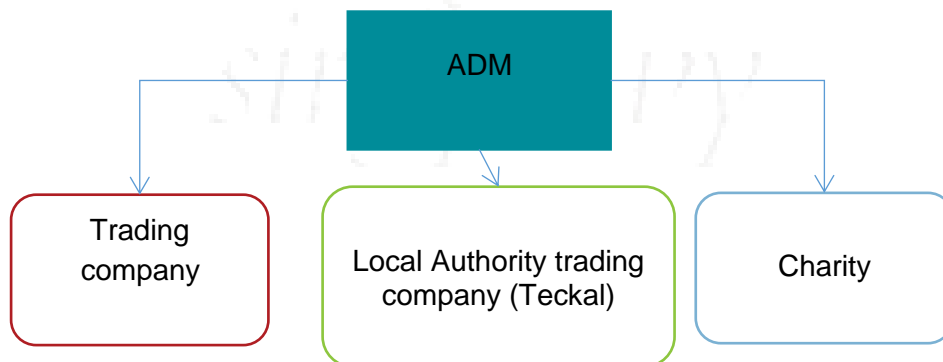 ADM
Trading
company
Local Authority trading
company (Teckal)
Charity